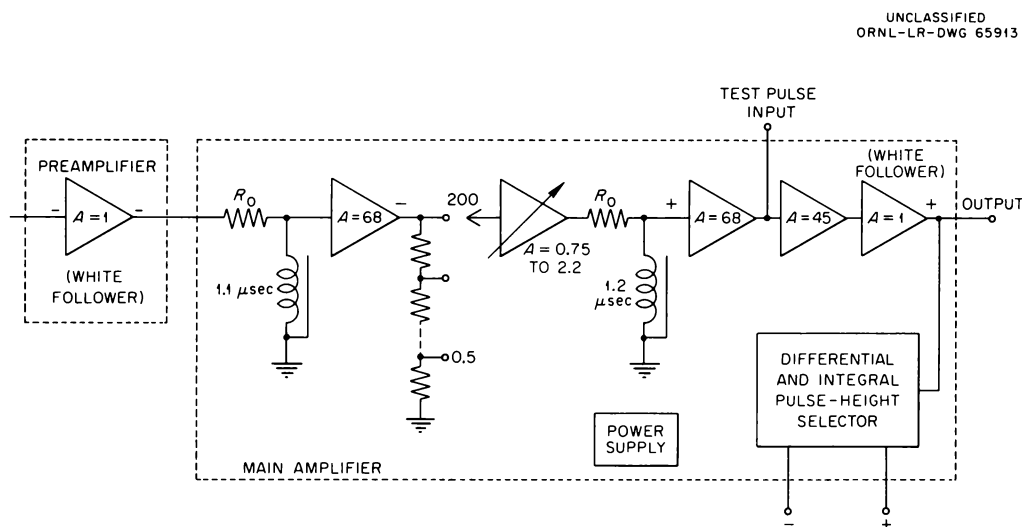 UNCLASSIFIED
ORNL-LR-DWG 65913
TEST PULSE
INPUT
PREAMPLIFIER
(WHITE
FOLLOWER)
- A = 1 -
(WHITE
FOLLOWER)
R₀
A = 68
-
200
A = 0.75
TO 2.2
R₀
+
A = 68
A = 45
A = 1
+
OUTPUT
1.1 μsec
1.2
μsec
0.5
DIFFERENTIAL
AND INTEGRAL
PULSE-HEIGHT
SELECTOR
POWER
SUPPLY
MAIN AMPLIFIER
- +